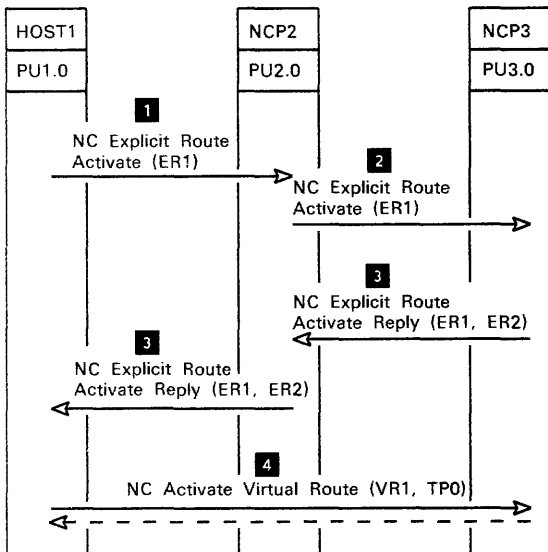 HOST1
NCP2
NCP3
PU1.0
PU2.0
PU3.0
1
NC Explicit Route
Activate (ER1)
2
NC Explicit Route
Activate (ER1)
3
NC Explicit Route
Activate Reply (ER1, ER2)
3
NC Explicit Route
Activate Reply (ER1, ER2)
4
NC Activate Virtual Route (VR1, TP0)